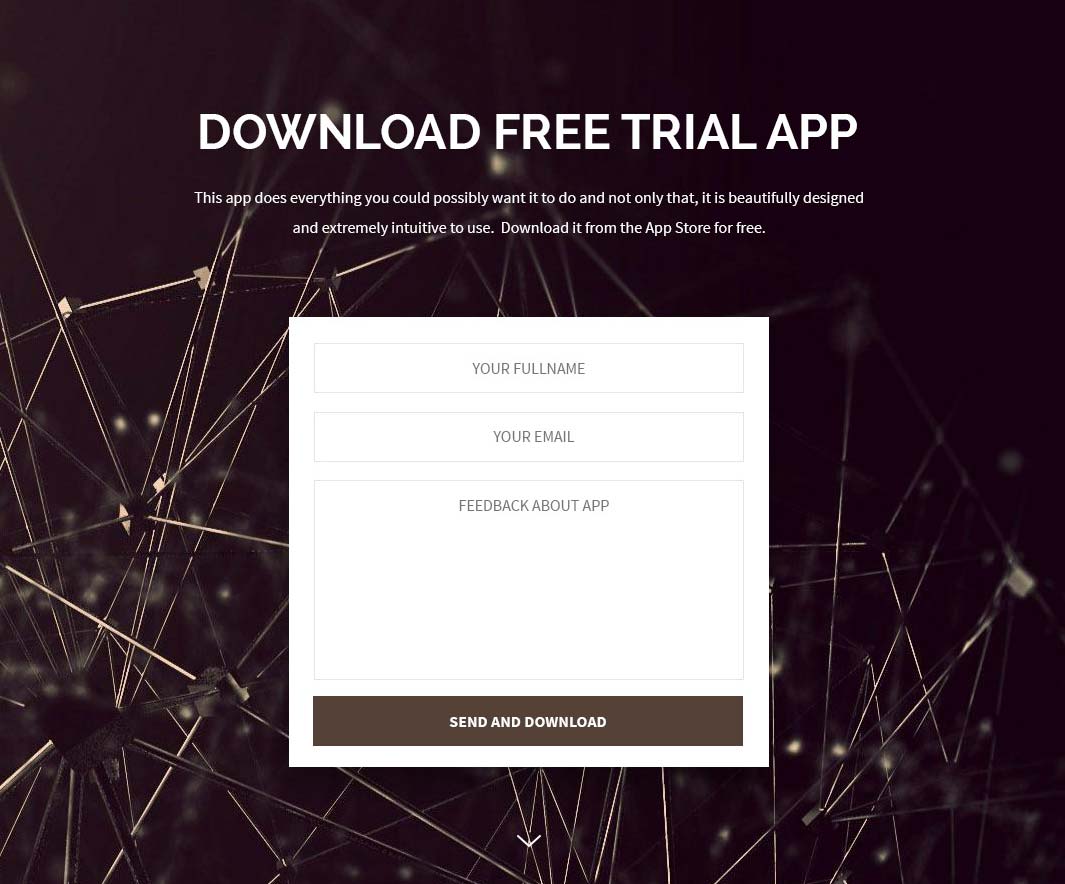 DOWNLOAD FREE TRIAL APP
This app does everything you could possibly want it to do and not only that, it is beautifully designed
and extremely intuitive to use.  Download it from the App Store for free.
YOUR FULLNAME
YOUR EMAIL
FEEDBACK ABOUT APP
SEND AND DOWNLOAD